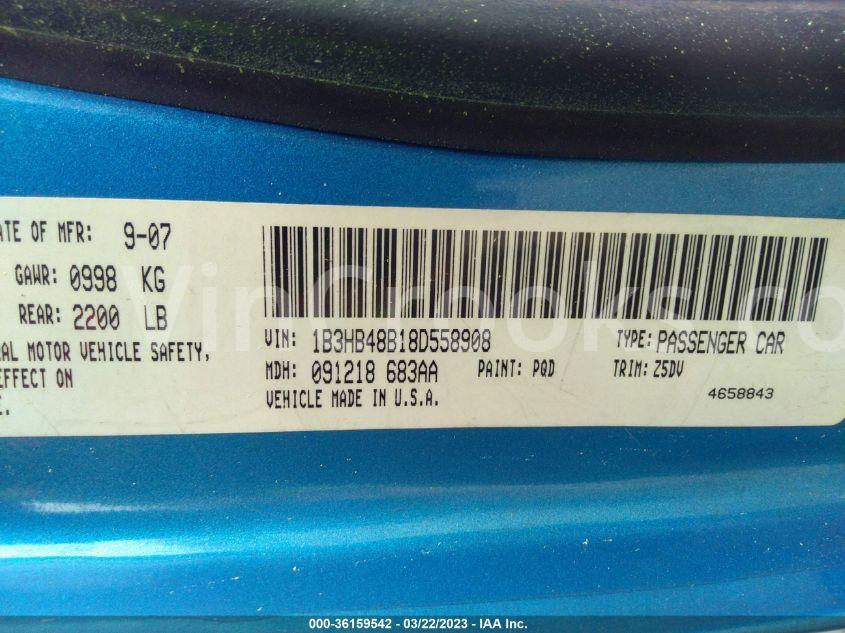 ATE OF MFR: 9-07
GAWR: 0998 KG
REAR: 2200 LB
AL MOTOR VEHICLE SAFETY,
EFFECT ON
E.
VIN: 1B3HB48B18D558908
TYPE: PASSENGER CAR
MDH: 091218 683AA
PAINT: PQD
TRIM: Z5DV
VEHICLE MADE IN U.S.A.
4658843
VinCrooks.co
000-36159542 - 03/22/2023 - IAA Inc.